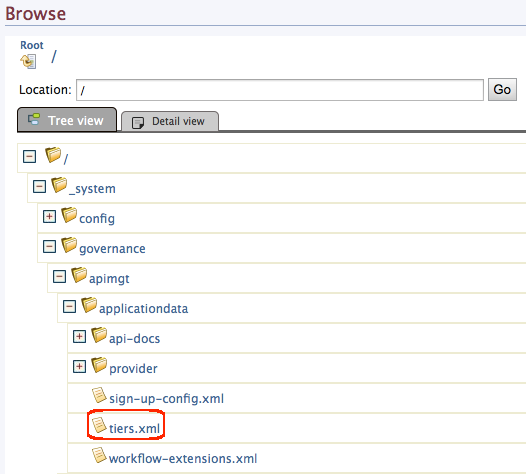 Browse
Root
/
Location: / Go
Tree view Detail view
/
_system
config
governance
apimgt
applicationdata
api-docs
provider
sign-up-config.xml
tiers.xml
workflow-extensions.xml